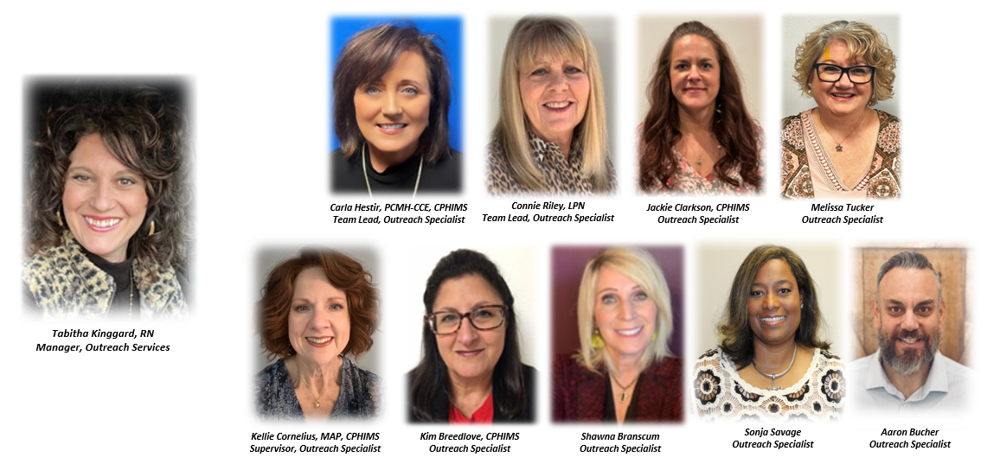 Carla Hestir, PCMH-CCE, CPHIMS
Team Lead, Outreach Specialist
Connie Riley, LPN
Team Lead, Outreach Specialist
Jackie Clarkson, CPHIMS
Outreach Specialist
Melissa Tucker
Outreach Specialist
Tabitha Kinggard, RN
Manager, Outreach Services
Kellie Cornelius, MAP, CPHIMS
Supervisor, Outreach Specialist
Kim Breedlove, CPHIMS
Outreach Specialist
Shawna Branscum
Outreach Specialist
Sonja Savage
Outreach Specialist
Aaron Bucher
Outreach Specialist